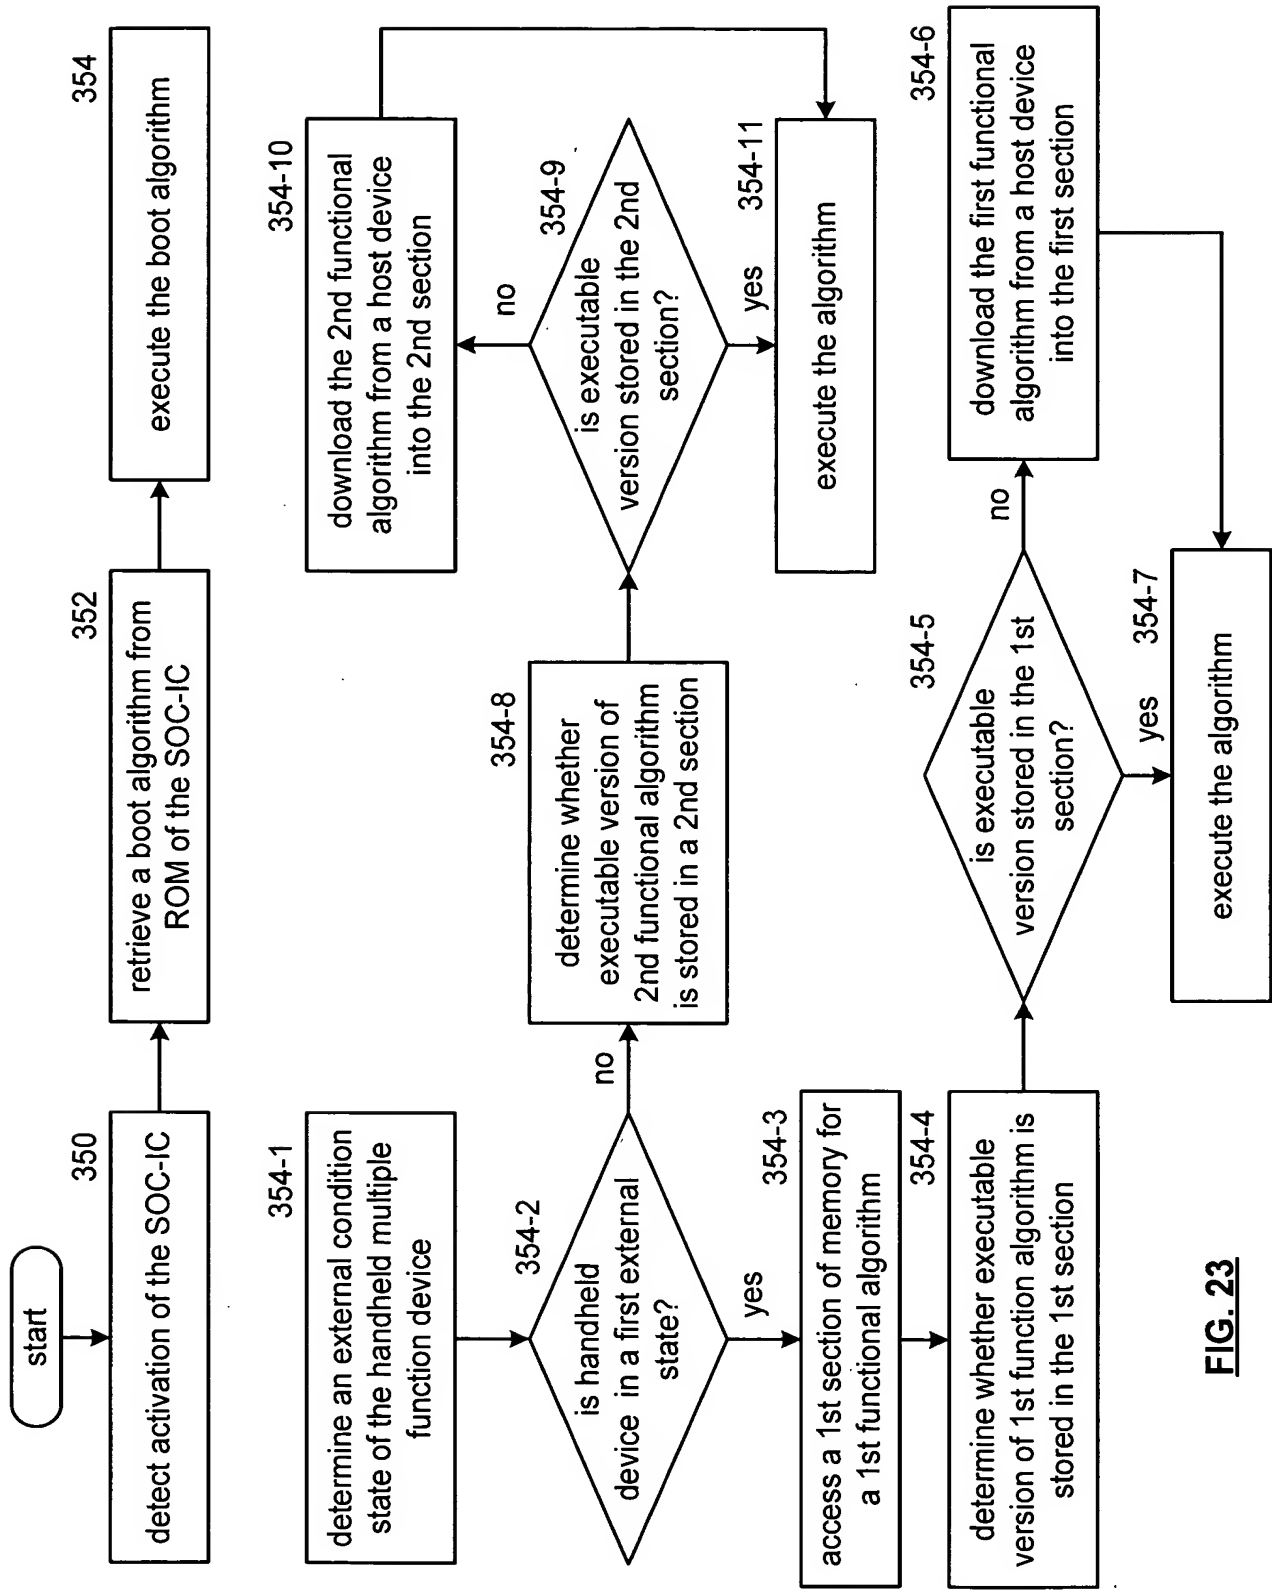 start
350
detect activation of the SOC-IC
352
retrieve a boot algorithm from
ROM of the SOC-IC
354
execute the boot algorithm
354-1
determine an external condition
state of the handheld multiple
function device
354-2
is handheld
device in a first external
state?
no
yes
354-3
access a 1st section of memory for
a 1st functional algorithm
354-4
determine whether executable
version of 1st function algorithm is
stored in the 1st section
354-5
is executable
version stored in the 1st
section?
no
yes
354-6
download the first functional
algorithm from a host device
into the first section
354-7
execute the algorithm
354-8
determine whether
executable version of
2nd functional algorithm
is stored in a 2nd section
354-9
is executable
version stored in the 2nd
section?
no
yes
354-10
download the 2nd functional
algorithm from a host device
into the 2nd section
354-11
execute the algorithm
FIG. 23